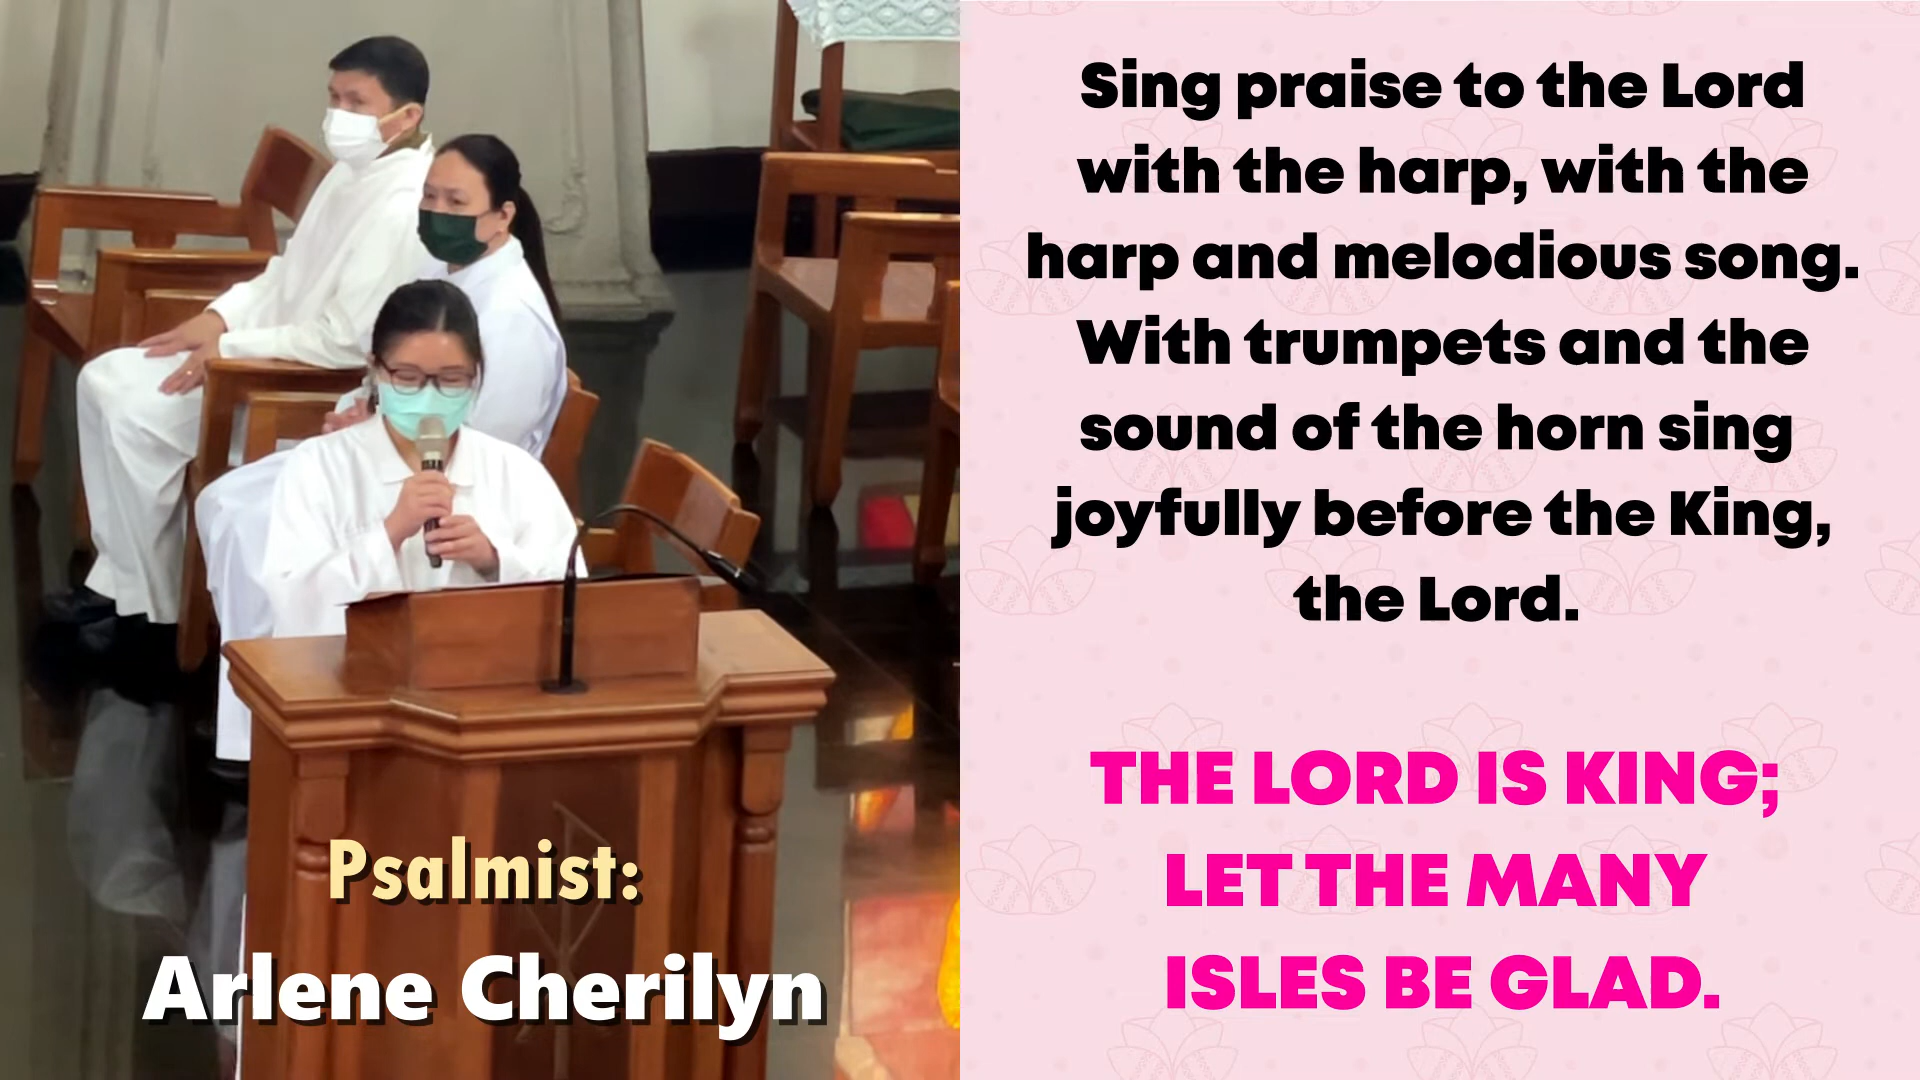 Psalmist:
Arlene Cherilyn
Sing praise to the Lord
with the harp, with the
harp and melodious song.
With trumpets and the
sound of the horn sing
joyfully before the King,
the Lord.
THE LORD IS KING;
LET THE MANY
ISLES BE GLAD.